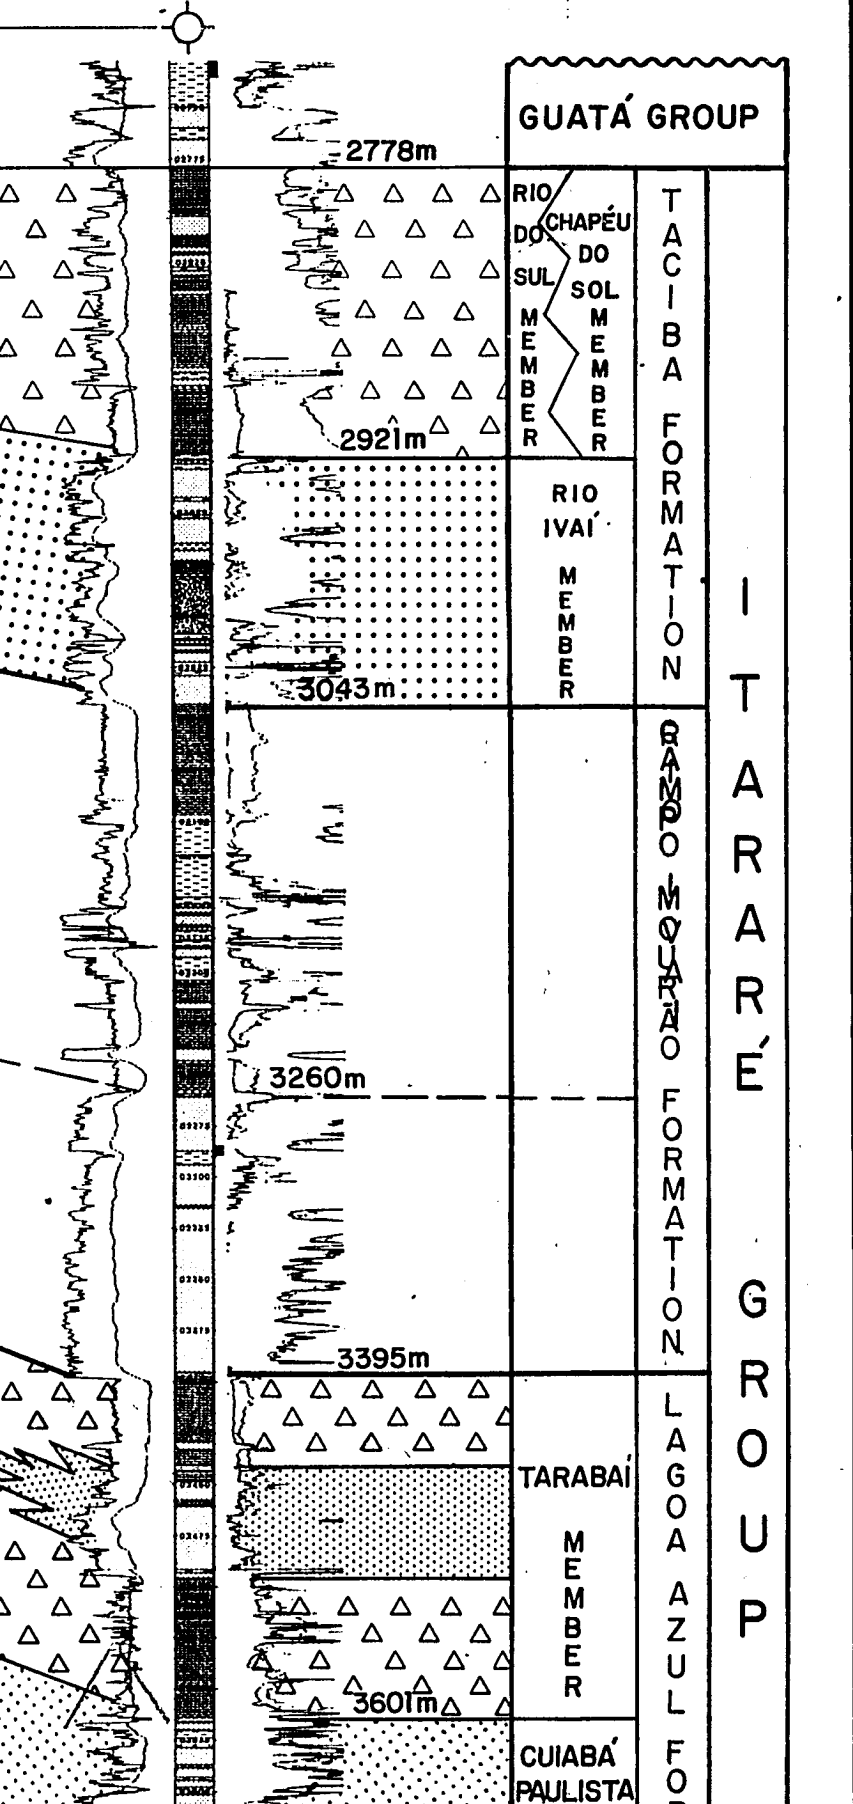 GUATÁ GROUP
2778m
RIO DO SUL MEMBER
CHAPÉU DO SOL MEMBER
TACIBA FORMATION
2921m
RIO IVAÍ MEMBER
3043m
ITARARÉ GROUP
CAMPO MOURÃO FORMATION
3260m
3395m
TARABAÍ MEMBER
LAGOA AZUL FO
3601m
CUIABÁ
PAULISTA